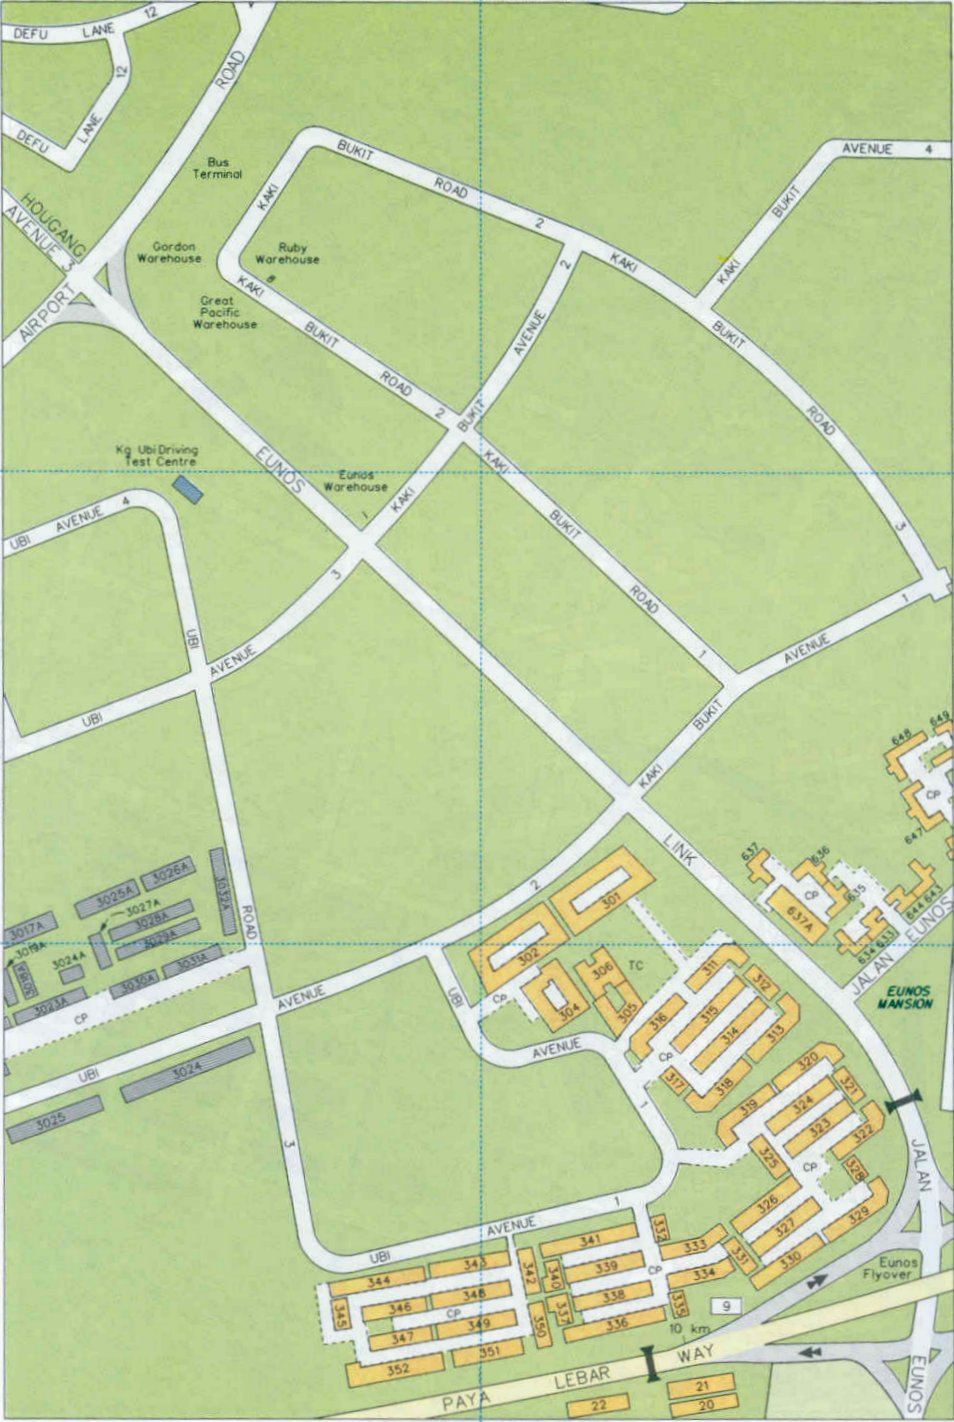 DEFU LANE 12
12
DEFU LANE
ROAD
HOUGANG
AVENUE 3
AIRPORT
Bus
Terminal
Gordon
Warehouse
Ruby
Warehouse
Great
Pacific
Warehouse
KAKI BUKIT ROAD 2
KAKI BUKIT ROAD 2
KAKI BUKIT AVENUE 2
KAKI BUKIT ROAD 3
KAKI BUKIT AVENUE 4
Kg Ubi Driving
Test Centre
EUNOS
Eunos
Warehouse
1
KAKI BUKIT ROAD 1
KAKI BUKIT AVENUE 1
UBI AVENUE 4
3
UBI AVENUE
UBI ROAD 3
LINK
648
649
CP
647
637
636
CP
635
637A
634
633
644
643
JALAN EUNOS
EUNOS
MANSION
3017A
3019A
3025A
3026A
3027A
3028A
3029A
3032A
3024A
3023A
3030A
3031A
CP
UBI AVENUE 2
3024
3025
301
302
CP
304
306
305
TC
UBI AVENUE 1
311
312
316
315
314
313
CP
317
318
320
319
324
321
323
322
325
CP
328
326
327
329
331
330
JALAN
Eunos
Flyover
UBI AVENUE 1
341
332
333
344
343
342
340
339
CP
334
345
346
348
338
335
CP
337
347
349
350
336
352
351
9
10 km
PAYA LEBAR WAY
EUNOS
22
21
20